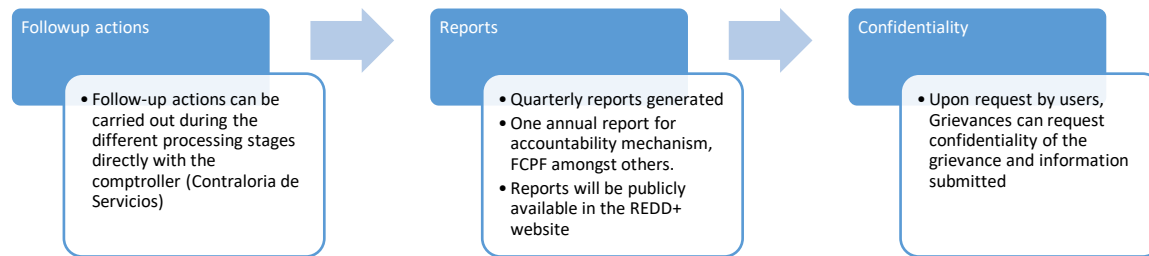 Followup actions
• Follow-up actions can be
carried out during the
different processing stages
directly with the
comptroller (Contraloria de
Servicios)
Reports
• Quarterly reports generated
• One annual report for
accountability mechanism,
FCPF amongst others.
• Reports will be publicly
available in the REDD+
website
Confidentiality
• Upon request by users,
Grievances can request
confidentiality of the
grievance and information
submitted